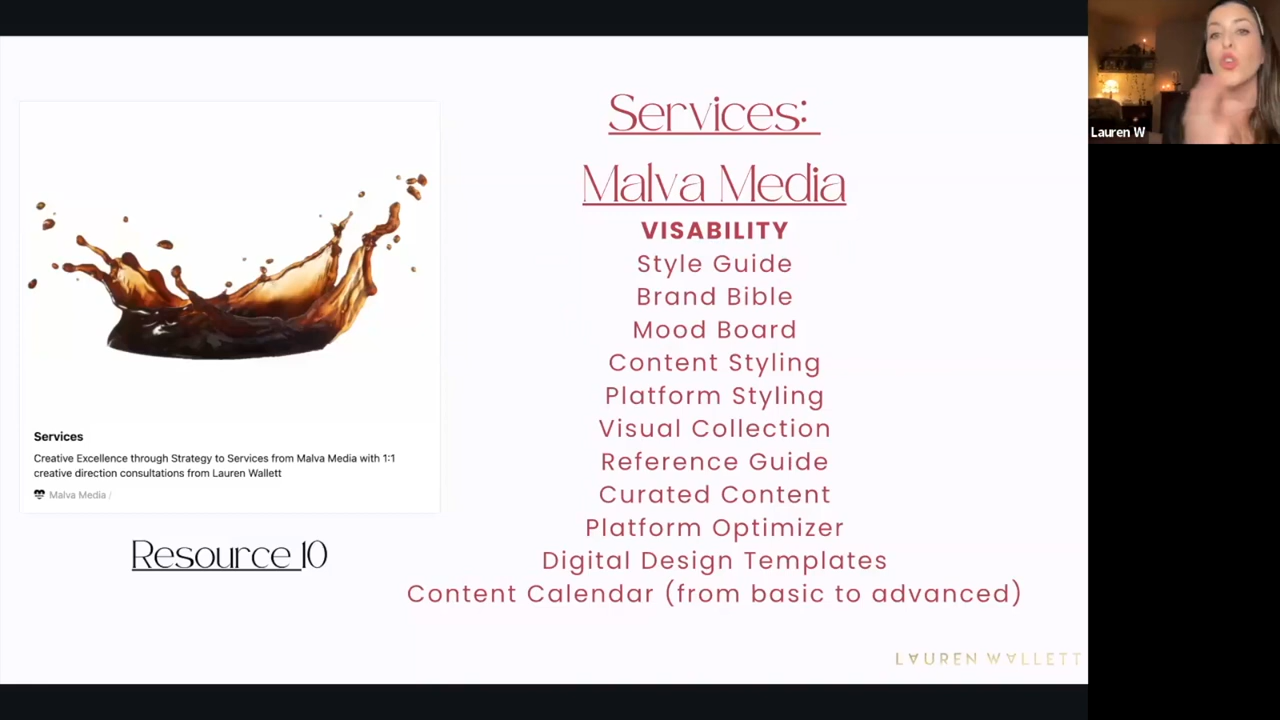 Services:
Malva Media
VISABILITY
Style Guide
Brand Bible
Mood Board
Content Styling
Platform Styling
Visual Collection
Reference Guide
Curated Content
Platform Optimizer
Digital Design Templates
Content Calendar (from basic to advanced)
Services
Creative Excellence through Strategy to Services from Malva Media with 1:1
creative direction consultations from Lauren Wallett
Malva Media /
Resource 10
LAUREN WALLETT
Lauren W